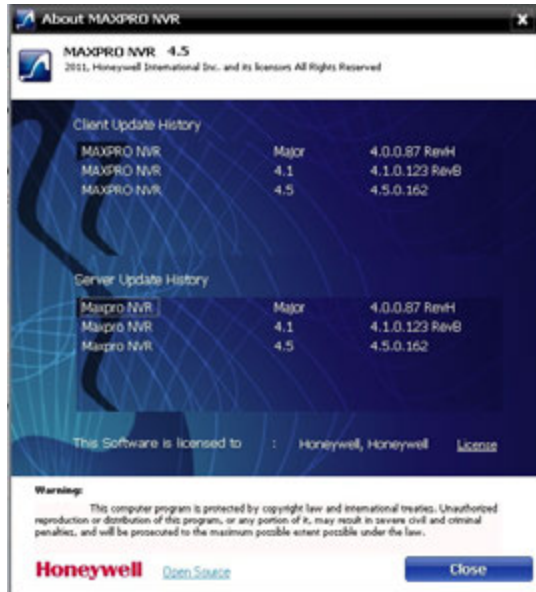 About MAXPRO NVR
MAXPRO NVR 4.5
2011, Honeywell International Inc. and its licensors All Rights Reserved
Client Update History
MAXPRO NVR Major 4.0.0.87 RevH
MAXPRO NVR 4.1 4.1.0.123 RevB
MAXPRO NVR 4.5 4.5.0.162
Server Update History
Maxpro NVR Major 4.0.0.87 RevH
Maxpro NVR 4.1 4.1.0.123 RevB
Maxpro NVR 4.5 4.5.0.162
This Software is licensed to : Honeywell, Honeywell License
Warning:
This computer program is protected by copyright law and international treaties. Unauthorized
reproduction or distribution of this program, or any portion of it, may result in severe civil and criminal
penalties, and will be prosecuted to the maximum possible extent possible under the law.
Honeywell Open Source Close